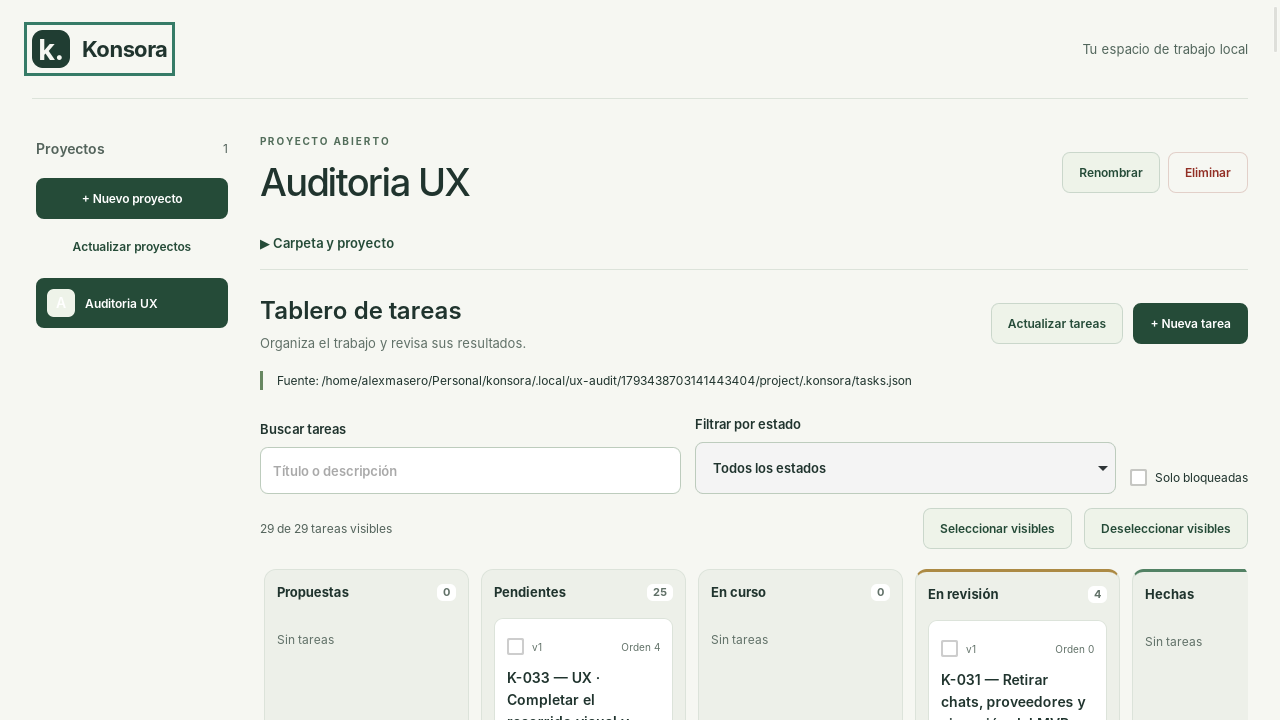 k. Konsora
Tu espacio de trabajo local
Proyectos 1
+ Nuevo proyecto
Actualizar proyectos
A Auditoria UX
PROYECTO ABIERTO
Auditoria UX
Renombrar Eliminar
▶ Carpeta y proyecto
Tablero de tareas
Organiza el trabajo y revisa sus resultados.
Actualizar tareas + Nueva tarea
Fuente: /home/alexmasero/Personal/konsora/.local/ux-audit/1793438703141443404/project/.konsora/tasks.json
Buscar tareas
Título o descripción
Filtrar por estado
Todos los estados
Solo bloqueadas
29 de 29 tareas visibles
Seleccionar visibles Deseleccionar visibles
Propuestas 0
Sin tareas
Pendientes 25
v1 Orden 4
K-033 — UX ·
Completar el
recorrido visual y
En curso 0
Sin tareas
En revisión 4
v1 Orden 0
K-031 — Retirar
chats, proveedores y
Hechas
Sin tareas